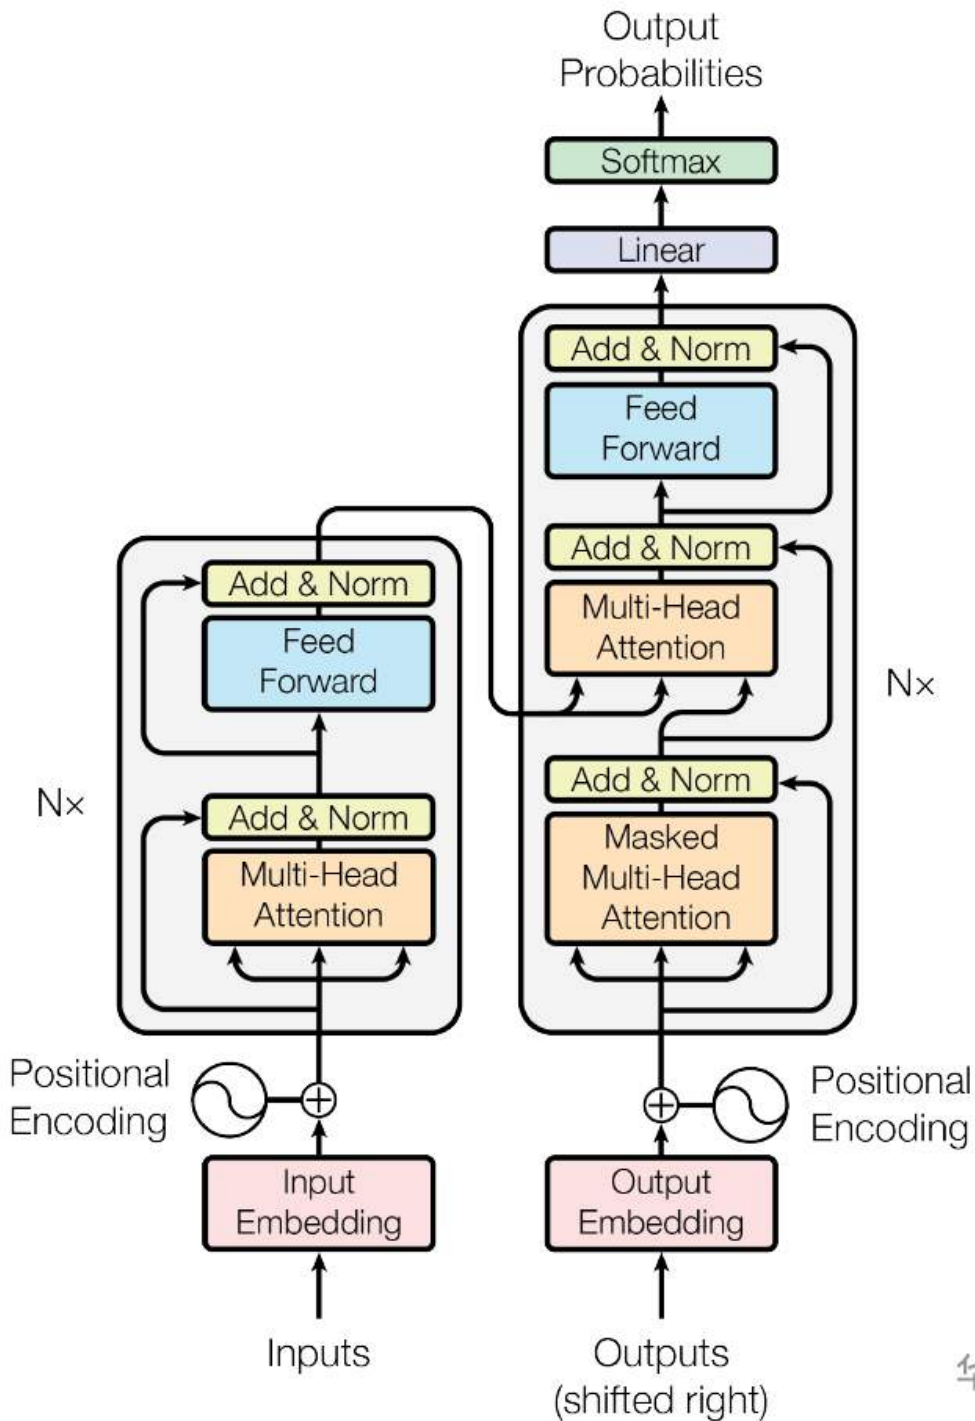 Output
Probabilities
Softmax
Linear
Add & Norm
Feed
Forward
Add & Norm
Multi-Head
Attention
Add & Norm
Masked
Multi-Head
Attention
Nx
Add & Norm
Feed
Forward
Add & Norm
Multi-Head
Attention
Nx
Positional
Encoding
Positional
Encoding
Input
Embedding
Output
Embedding
Inputs
Outputs
(shifted right)